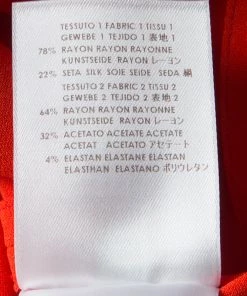 TESSUTO 1 FABRIC 1 TISSU 1
GEWEBE 1 TEJIDO 1 表地 1
78% RAYON RAYON RAYONNE
KUNSTSEIDE RAYON レーヨン
22% SETA SILK SOIE SEIDE SEDA 絹
TESSUTO 2 FABRIC 2 TISSU 2
GEWEBE 2 TEJIDO 2 表地 2
64% RAYON RAYON RAYONNE
KUNSTSEIDE RAYON レーヨン
32% ACETATO ACETATE ACETATE
ACETAT ACETATO アセテート
4% ELASTAN ELASTANE ELASTAN
ELASTHAN ELASTANO ポリウレタン